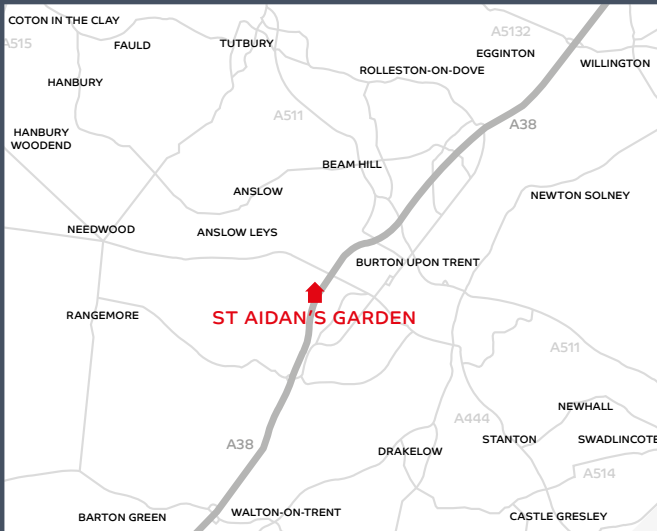 COTON IN THE CLAY
A5132
A515
FAULD
TUTBURY
EGGINTON
WILLINGTON
ROLLESTON-ON-DOVE
HANBURY
A511
A38
HANBURY
WOODEND
BEAM HILL
ANSLOW
NEWTON SOLNEY
NEEDWOOD
ANSLOW LEYS
BURTON UPON TRENT
RANGEMORE
ST AIDAN'S GARDEN
A511
NEWHALL
A444
A38
DRAKELOW
STANTON
SWADLINCOTE
A514
BARTON GREEN
WALTON-ON-TRENT
CASTLE GRESLEY